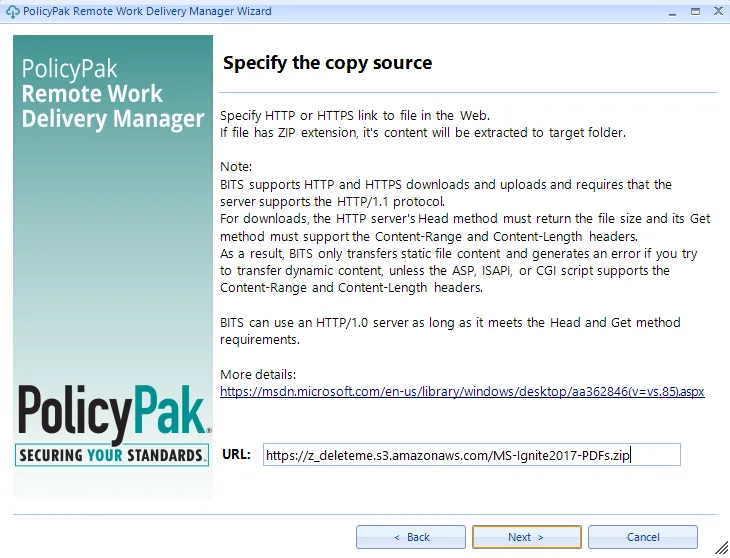 PolicyPak Remote Work Delivery Manager Wizard
PolicyPak
Remote Work
Delivery Manager
Specify the copy source
Specify HTTP or HTTPS link to file in the Web.
If file has ZIP extension, it's content will be extracted to target folder.
Note:
BITS supports HTTP and HTTPS downloads and uploads and requires that the
server supports the HTTP/1.1 protocol.
For downloads, the HTTP server's Head method must return the file size and its Get
method must support the Content-Range and Content-Length headers.
As a result, BITS only transfers static file content and generates an error if you try
to transfer dynamic content, unless the ASP, ISAPI, or CGI script supports the
Content-Range and Content-Length headers.
BITS can use an HTTP/1.0 server as long as it meets the Head and Get method
requirements.
More details:
https://msdn.microsoft.com/en-us/library/windows/desktop/aa362846(v=vs.85).aspx
PolicyPak®
SECURING YOUR STANDARDS.
URL: https://z_deleteme.s3.amazonaws.com/MS-Ignite2017-PDFs.zip
< Back Next > Cancel